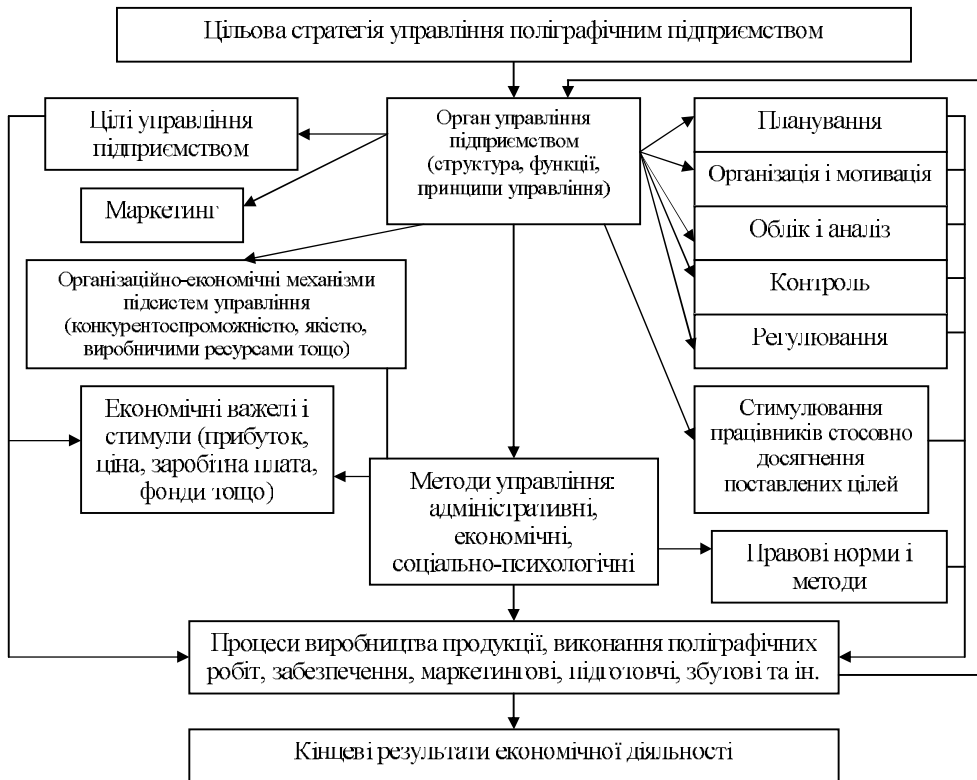 Цільова стратегія управління поліграфічним підприємством
Цілі управління
підприємством
Орган управління
підприємством
(структура, функції,
принципи управління)
Планування
Організація і мотивація
Маркетинг
Облік і аналіз
Організаційно-економічні механізми
підсистем управління
(конкурентоспроможністю, якістю,
виробничими ресурсами тощо)
Контроль
Регулювання
Економічні важелі і
стимули (прибуток,
ціна, заробітна плата,
фонди тощо)
Стимулювання
працівників стосовно
досягнення
поставлених цілей
Методи управління:
адміністративні,
економічні,
соціально-психологічні
Правові норми і
методи
Процеси виробництва продукції, виконання поліграфічних
робіт, забезпечення, маркетингові, підготовчі, збутові та ін.
Кінцеві результати економічної діяльності